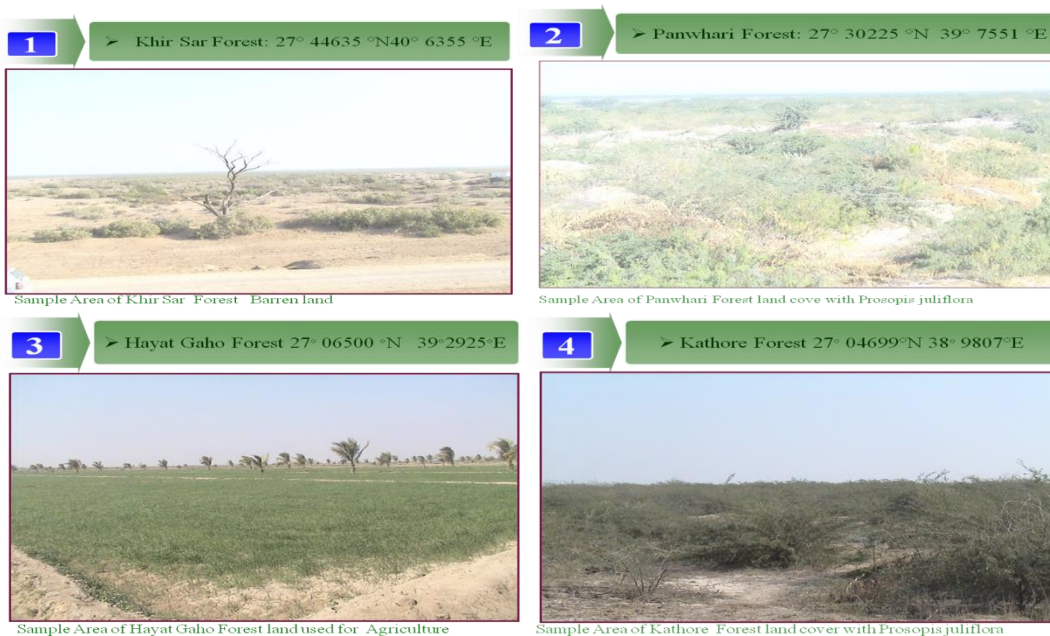 1
➢ Khir Sar Forest: 27° 44635 °N40° 6355 °E
Sample Area of Khir Sar Forest Barren land
2
➢ Panwhari Forest: 27° 30225 °N 39° 7551 °E
Sample Area of Panwhari Forest land cove with Prosopis juliflora
3
➢ Hayat Gaho Forest 27° 06500 °N 39°2925°E
Sample Area of Hayat Gaho Forest land used for Agriculture
4
➢ Kathore Forest 27° 04699°N 38° 9807°E
Sample Area of Kathore Forest land cover with Prosopis juliflora